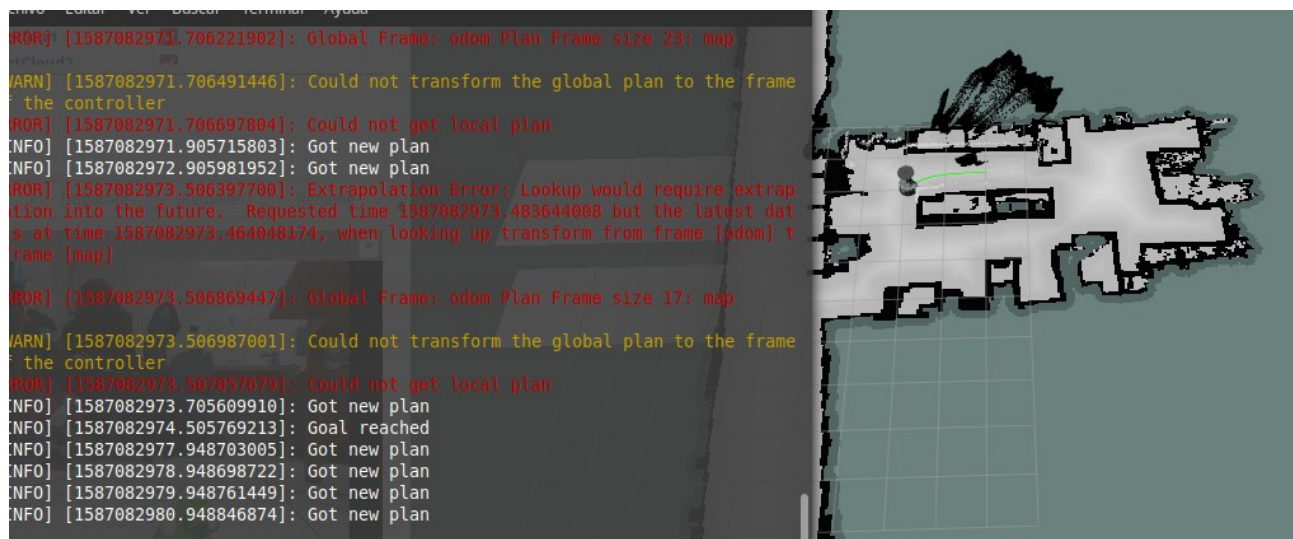 Archivo Editar Ver Buscar Terminal Ayuda
RROR] [1587082971.706221902]: Global Frame: odom Plan Frame size 23: map
WARN] [1587082971.706491446]: Could not transform the global plan to the frame
f the controller
RROR] [1587082971.706697804]: Could not get local plan
INFO] [1587082971.905715803]: Got new plan
INFO] [1587082972.905981952]: Got new plan
RROR] [1587082973.506397700]: Extrapolation Error: Lookup would require extrap
tion into the future.  Requested time 1587082973.483644008 but the latest dat
s at time 1587082973.464048174, when looking up transform from frame [odom] t
frame [map]
RROR] [1587082973.506869447]: Global Frame: odom Plan Frame size 17: map
WARN] [1587082973.506987001]: Could not transform the global plan to the frame
f the controller
RROR] [1587082973.507057679]: Could not get local plan
INFO] [1587082973.705609910]: Got new plan
INFO] [1587082974.505769213]: Goal reached
INFO] [1587082977.948703005]: Got new plan
INFO] [1587082978.948698722]: Got new plan
INFO] [1587082979.948761449]: Got new plan
INFO] [1587082980.948846874]: Got new plan